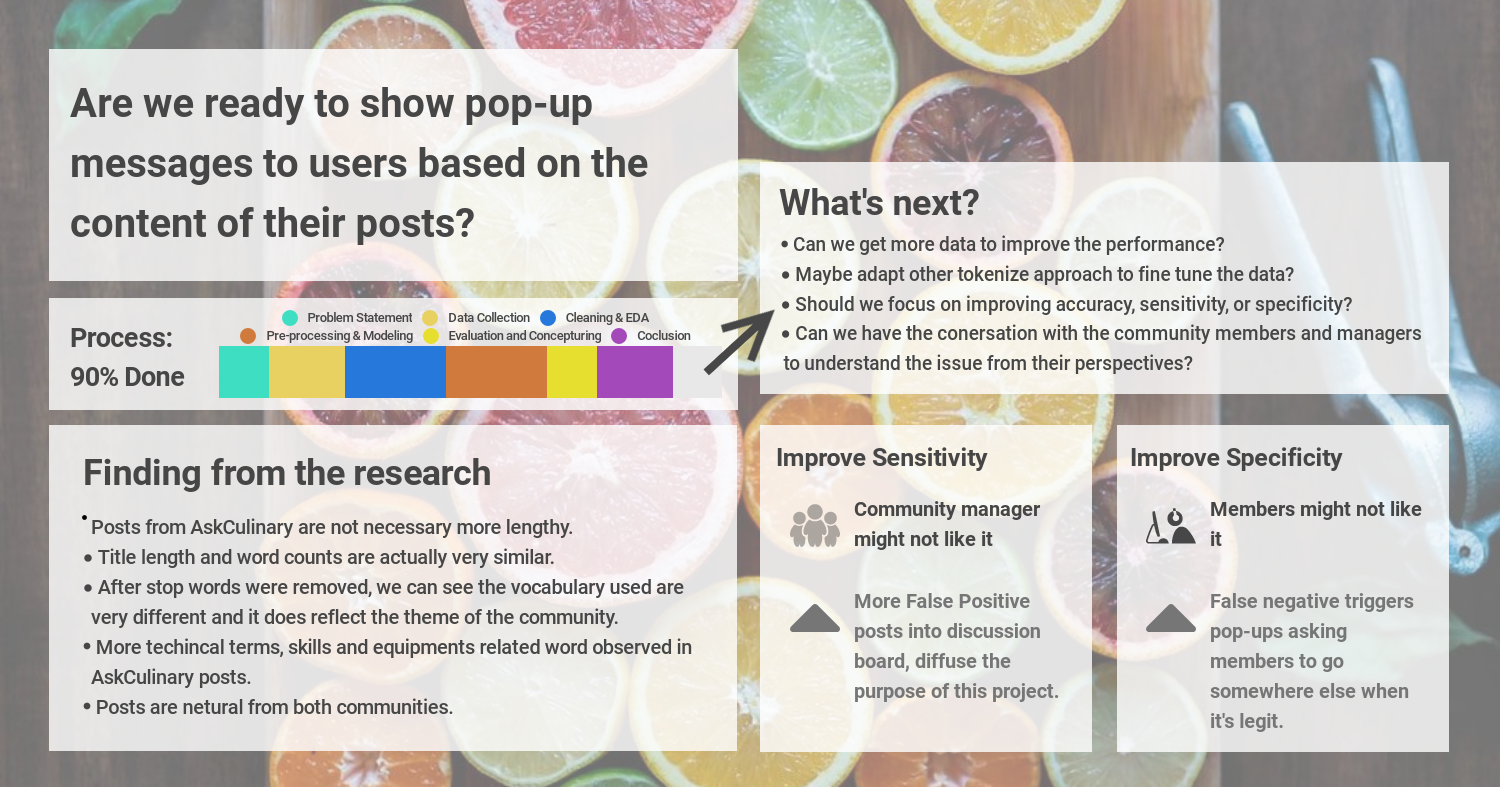 Are we ready to show pop-up
messages to users based on the
content of their posts?
Process:
90% Done
Problem Statement Data Collection Cleaning & EDA
Pre-processing & Modeling Evaluation and Concepturing Coclusion
Finding from the research
• Posts from AskCulinary are not necessary more lengthy.
• Title length and word counts are actually very similar.
• After stop words were removed, we can see the vocabulary used are
very different and it does reflect the theme of the community.
• More techincal terms, skills and equipments related word observed in
AskCulinary posts.
• Posts are netural from both communities.
What's next?
• Can we get more data to improve the performance?
• Maybe adapt other tokenize approach to fine tune the data?
• Should we focus on improving accuracy, sensitivity, or specificity?
• Can we have the conersation with the community members and managers
to understand the issue from their perspectives?
Improve Sensitivity
Community manager
might not like it
More False Positive
posts into discussion
board, diffuse the
purpose of this project.
Improve Specificity
Members might not like
it
False negative triggers
pop-ups asking
members to go
somewhere else when
it's legit.